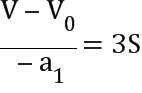 V – V₀
– a₁ = 3S